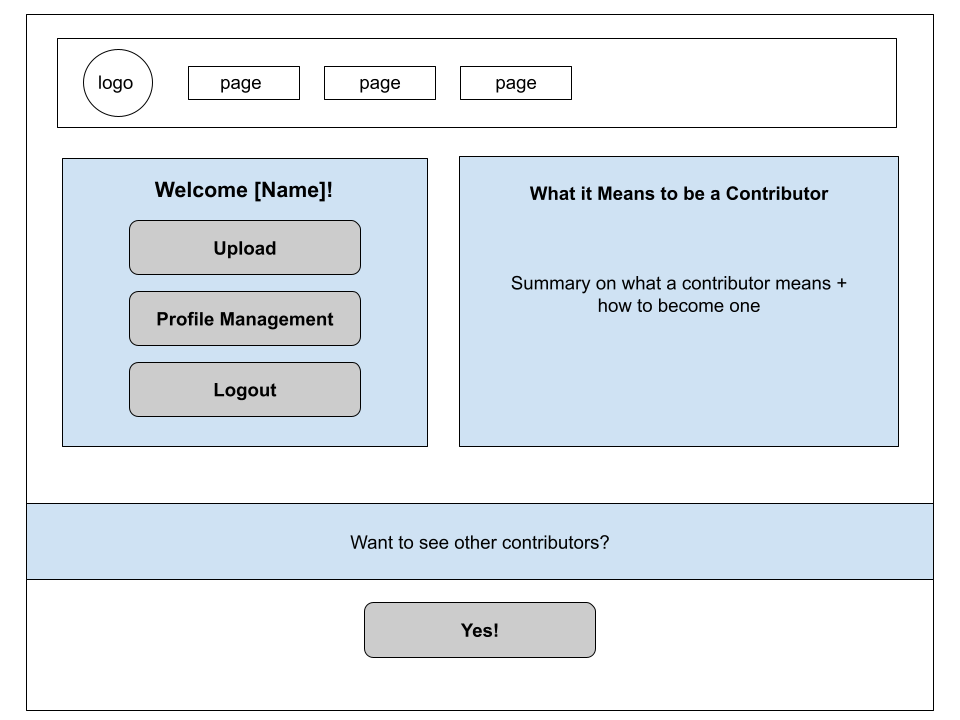 logo
page
page
page
Welcome [Name]!
Upload
Profile Management
Logout
What it Means to be a Contributor
Summary on what a contributor means +
how to become one
Want to see other contributors?
Yes!